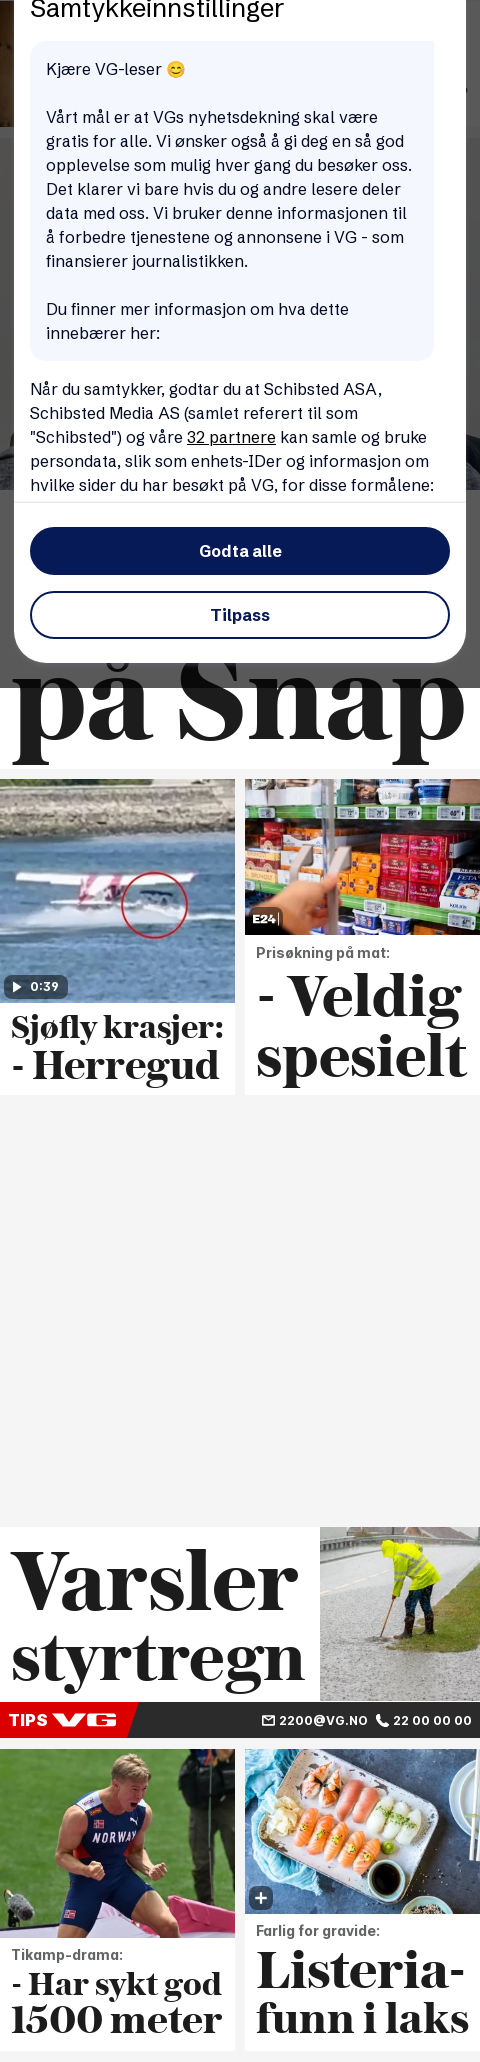 Samtykkeinnstillinger
Kjære VG-leser 😊
Vårt mål er at VGs nyhetsdekning skal være
gratis for alle. Vi ønsker også å gi deg en så god
opplevelse som mulig hver gang du besøker oss.
Det klarer vi bare hvis du og andre lesere deler
data med oss. Vi bruker denne informasjonen til
å forbedre tjenestene og annonsene i VG - som
finansierer journalistikken.
Du finner mer informasjon om hva dette
innebærer her:
Når du samtykker, godtar du at Schibsted ASA,
Schibsted Media AS (samlet referert til som
"Schibsted") og våre 32 partnere kan samle og bruke
persondata, slik som enhets-IDer og informasjon om
hvilke sider du har besøkt på VG, for disse formålene:
Godta alle
Tilpass
på Snap
0:39
Sjøfly krasjer:
- Herregud
E24
Prisøkning på mat:
- Veldig
spesielt
Varsler
styrtregn
TIPS VG
2200@VG.NO 22 00 00 00
NORWAY
Tikamp-drama:
- Har sykt god
1500 meter
Farlig for gravide:
Listeria-
funn i laks